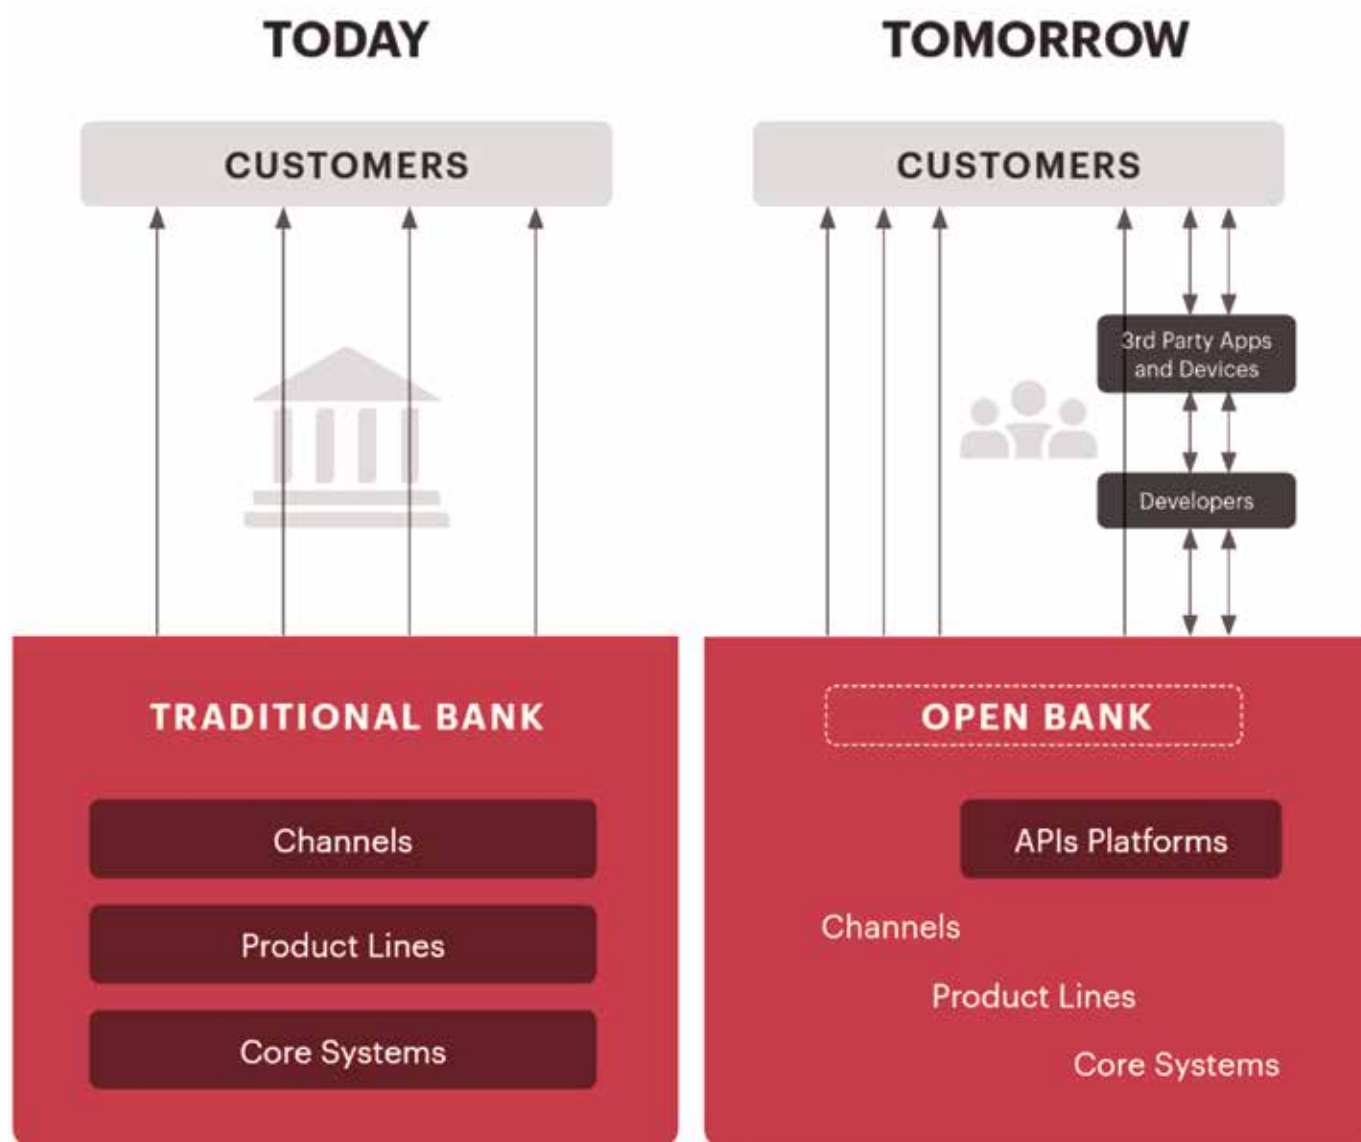 TODAY
CUSTOMERS
TRADITIONAL BANK
Channels
Product Lines
Core Systems
TOMORROW
CUSTOMERS
3rd Party Apps
and Devices
Developers
OPEN BANK
APIs Platforms
Channels
Product Lines
Core Systems